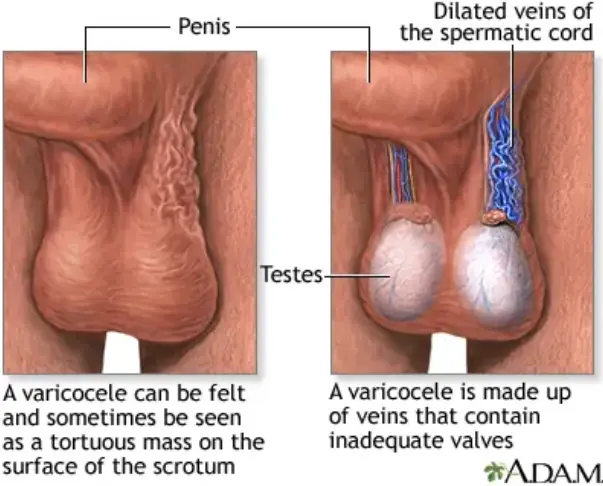 Penis
Dilated veins of
the spermatic cord
Testes
A varicocele can be felt
and sometimes be seen
as a tortuous mass on the
surface of the scrotum
A varicocele is made up
of veins that contain
inadequate valves
A.D.A.M.